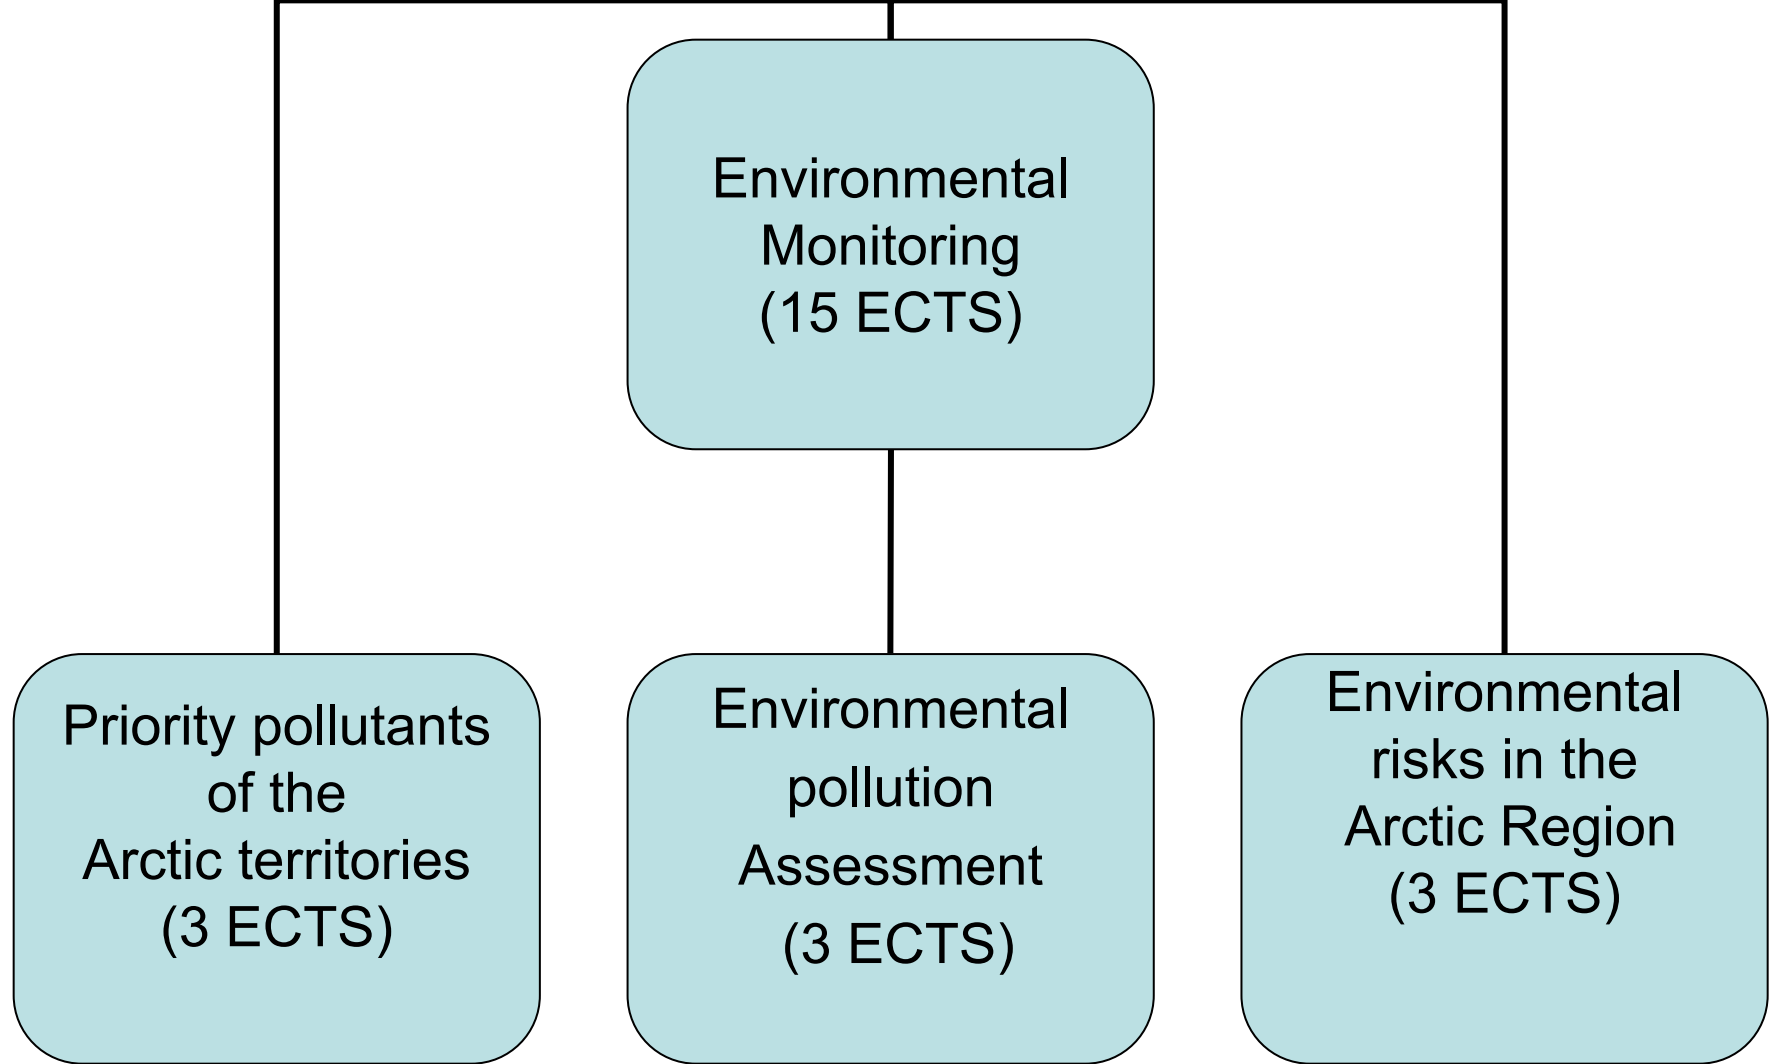 Environmental
Monitoring
(15 ECTS)
Priority pollutants
of the
Arctic territories
(3 ECTS)
Environmental
pollution
Assessment
(3 ECTS)
Environmental
risks in the
Arctic Region
(3 ECTS)